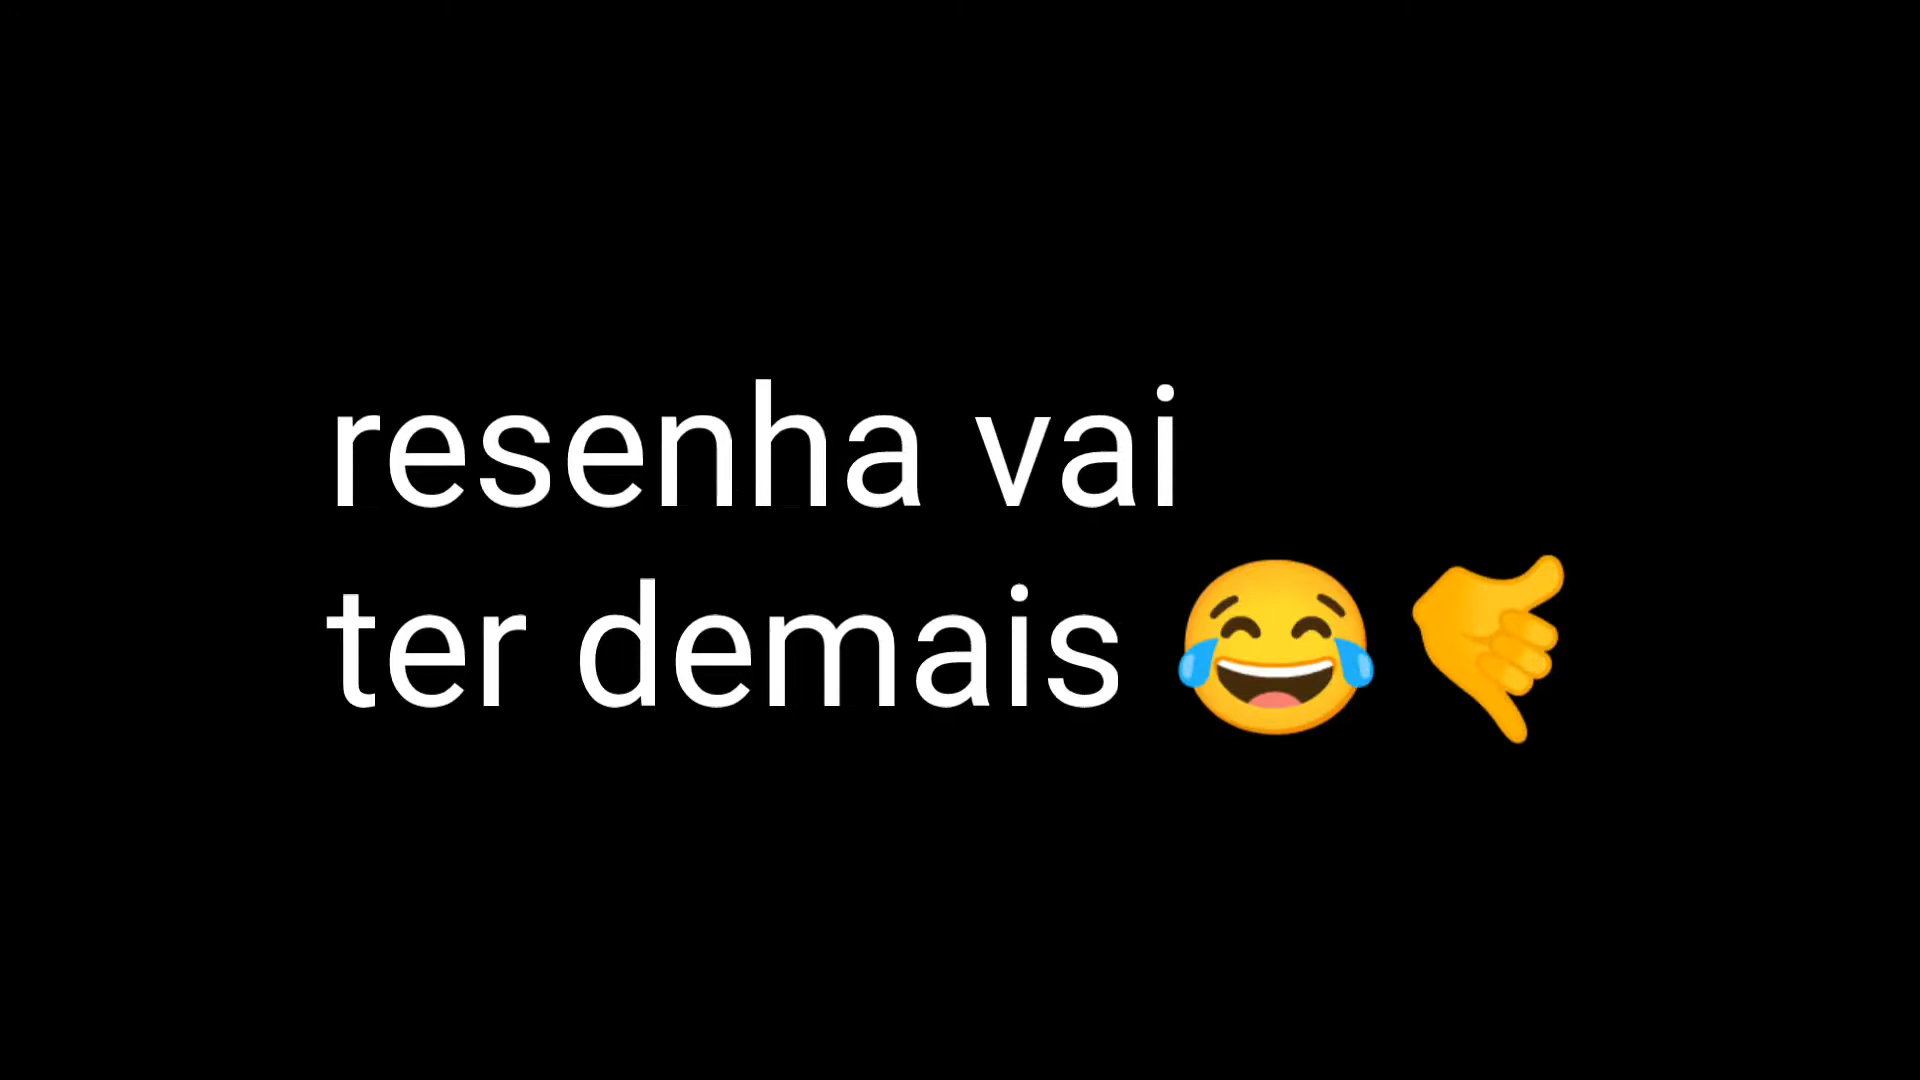 resenha vai
ter demais 😂🤙